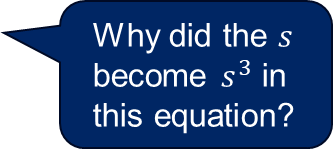 Why did the 𝑠
become 𝑠³ in
this equation?